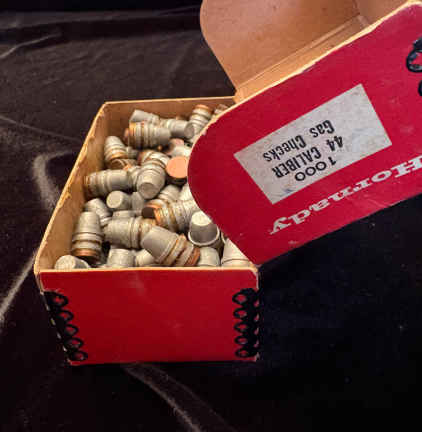 1000
44 CALIBER
Gas Checks
Hornady